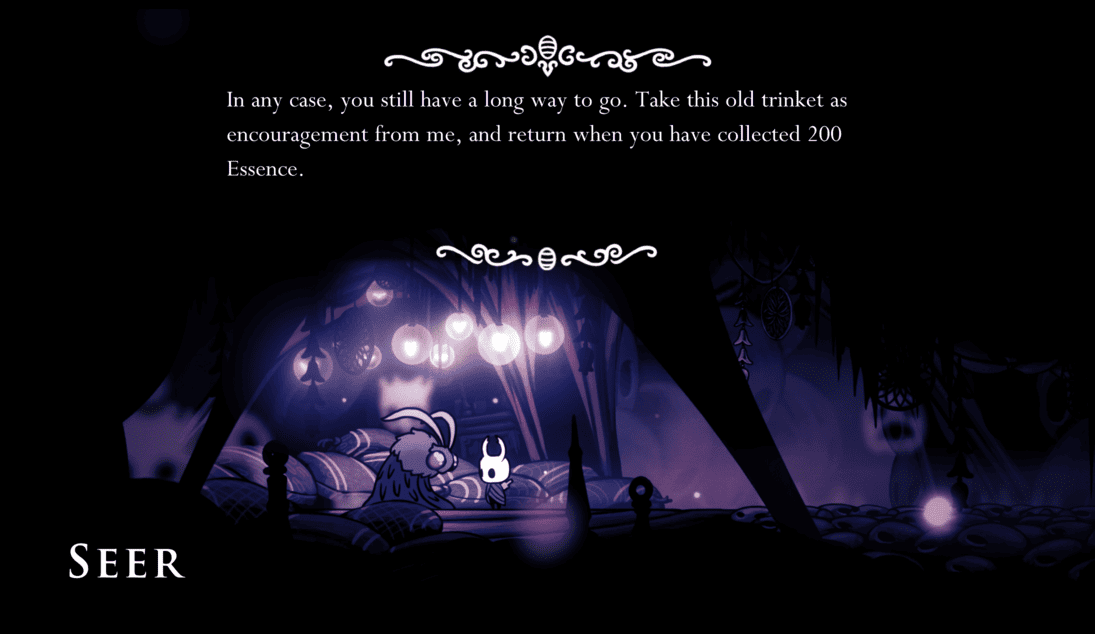 In any case, you still have a long way to go. Take this old trinket as
encouragement from me, and return when you have collected 200
Essence.
SEER